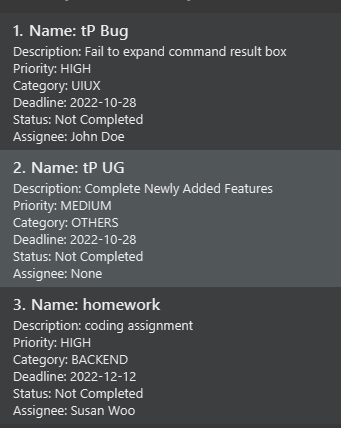 1. Name: tP Bug
Description: Fail to expand command result box
Priority: HIGH
Category: UIUX
Deadline: 2022-10-28
Status: Not Completed
Assignee: John Doe
2. Name: tP UG
Description: Complete Newly Added Features
Priority: MEDIUM
Category: OTHERS
Deadline: 2022-10-28
Status: Not Completed
Assignee: None
3. Name: homework
Description: coding assignment
Priority: HIGH
Category: BACKEND
Deadline: 2022-12-12
Status: Not Completed
Assignee: Susan Woo